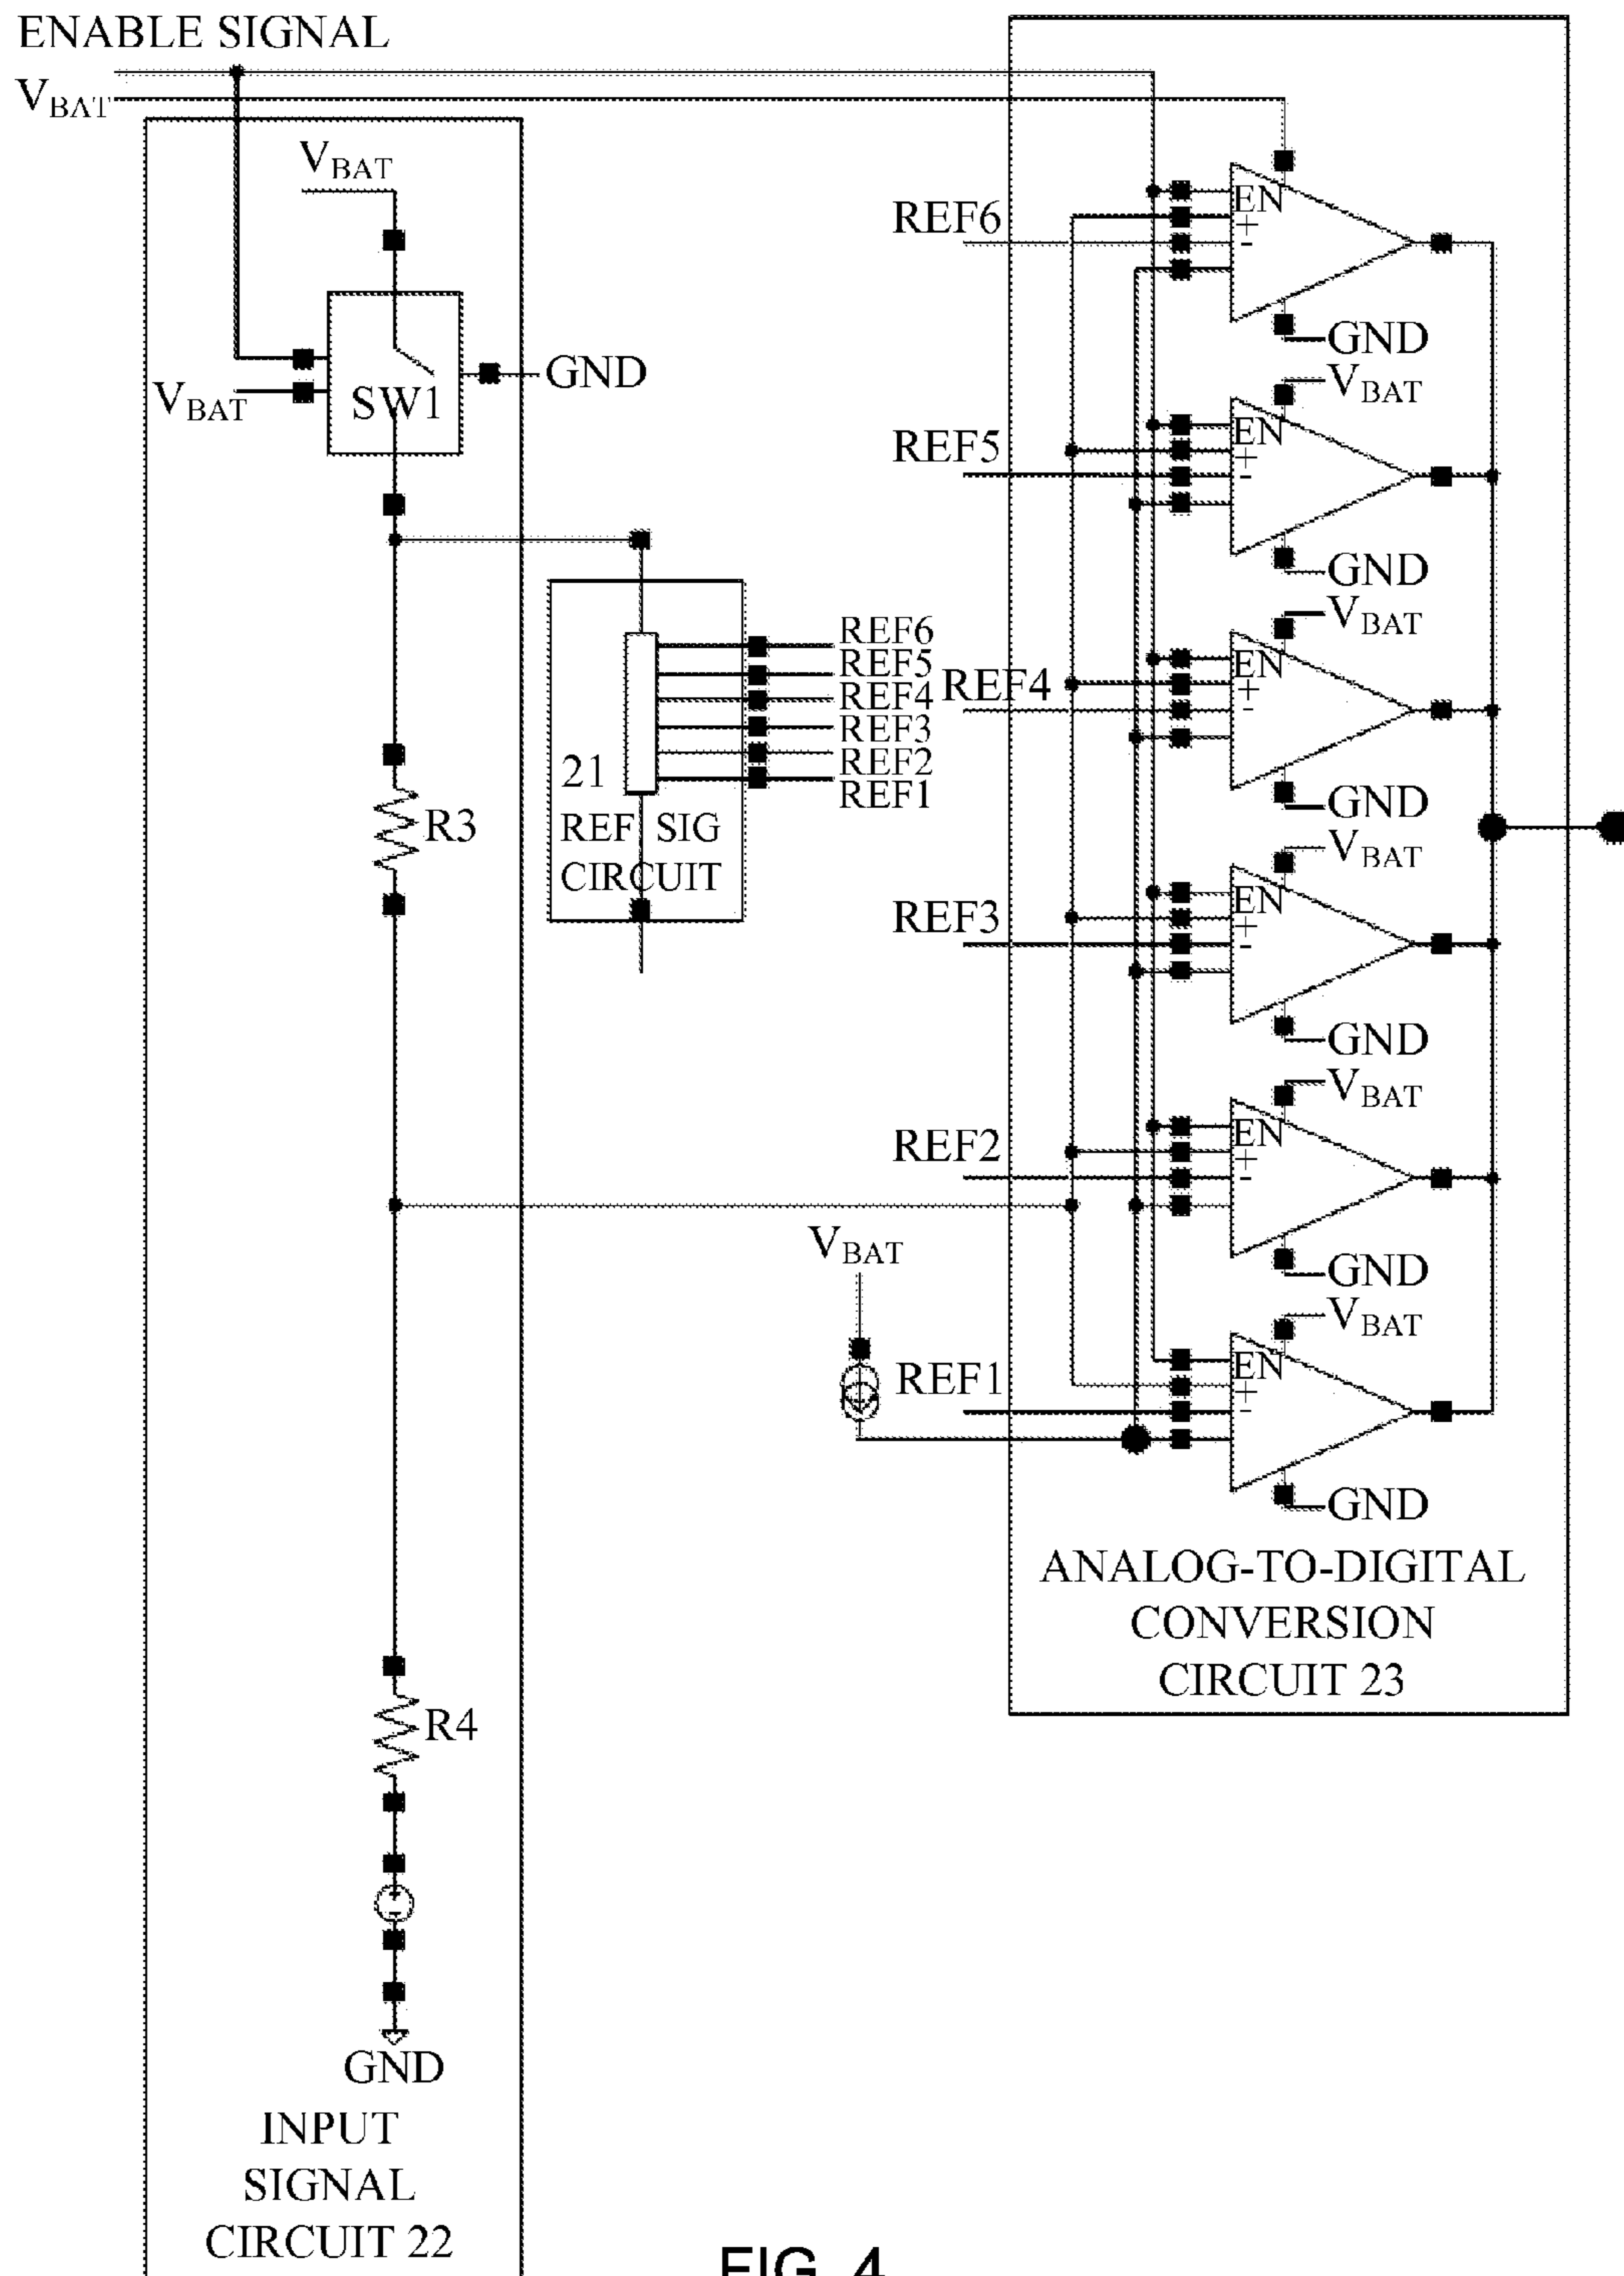 ENABLE SIGNAL
VBAT
VBAT
VBAT
SW1
GND
R3
R4
GND
INPUT
SIGNAL
CIRCUIT 22
21
REF SIG
CIRCUIT
REF6
REF5
REF4
REF3
REF2
REF1
VBAT
REF6
EN
+
-
GND
VBAT
REF5
EN
+
-
GND
VBAT
REF4
EN
+
-
GND
VBAT
REF3
EN
+
-
GND
VBAT
REF2
EN
+
-
GND
VBAT
REF1
EN
+
-
GND
ANALOG-TO-DIGITAL
CONVERSION
CIRCUIT 23
FIG. 4